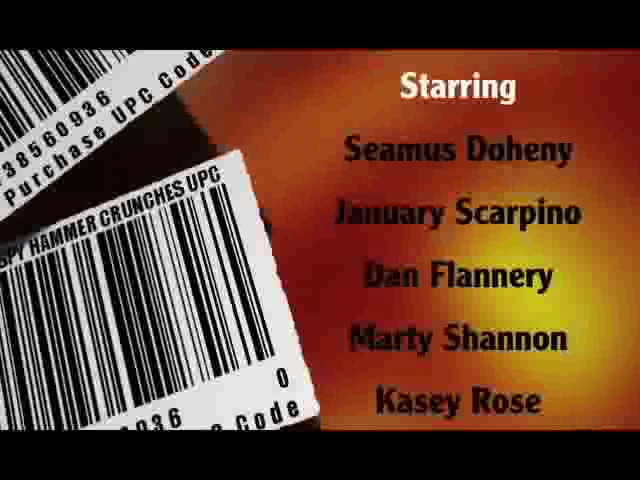 38560936
Purchase UPC Code
SPY HAMMER CRUNCHES UPC
0
0936
Code
Starring
Seamus Doheny
January Scarpino
Dan Flannery
Marty Shannon
Kasey Rose